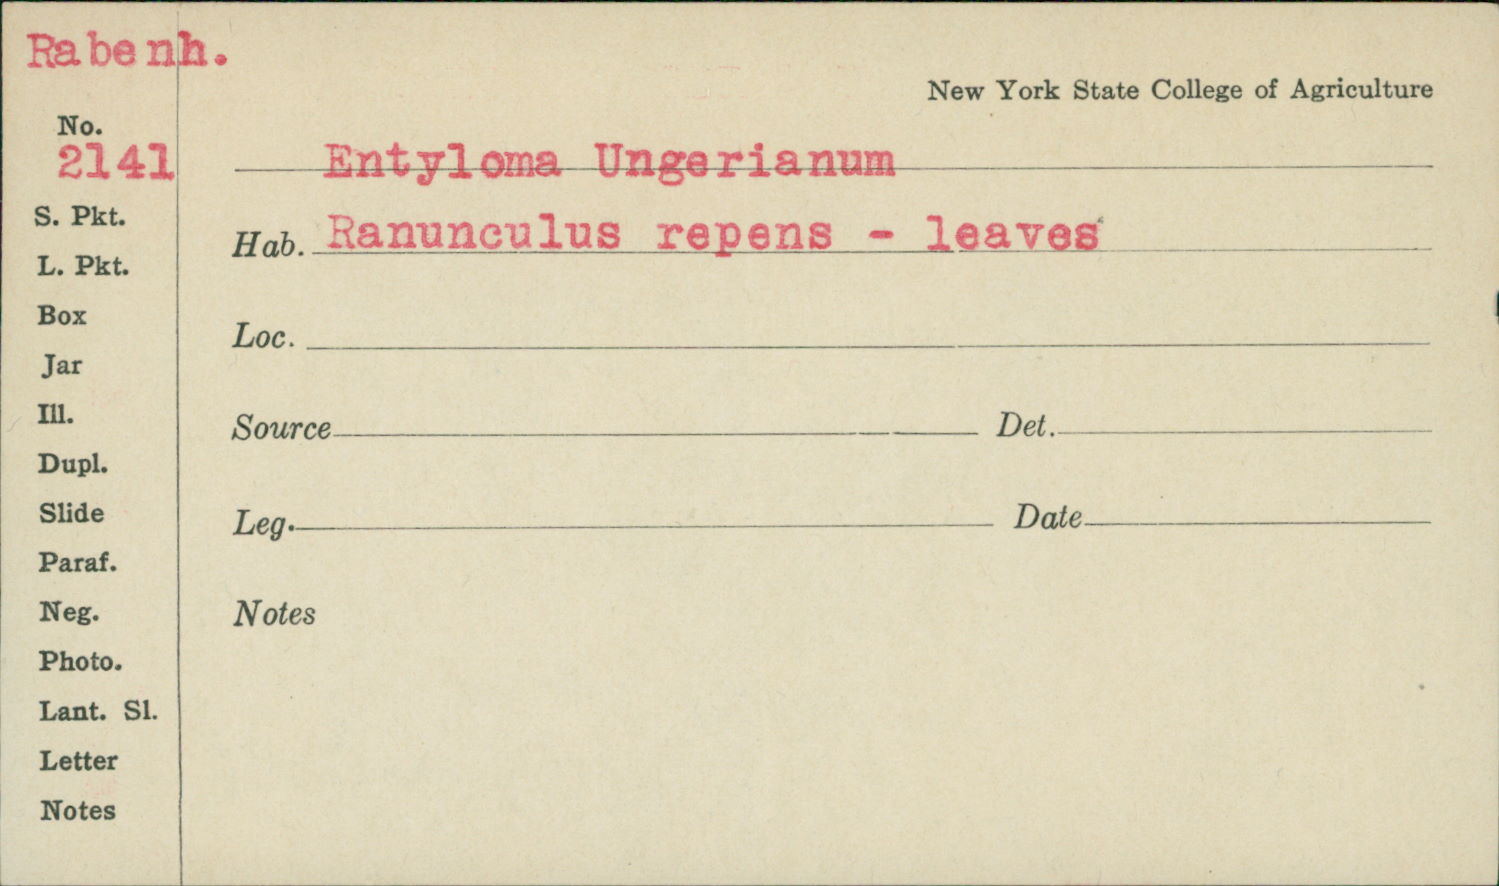 Rabenh.
New York State College of Agriculture
No.
2141
Entyloma Ungerianum
S. Pkt.
Hab. Ranunculus repens - leaves
L. Pkt.
Box
Loc.
Jar
Ill.
Source Det.
Dupl.
Slide
Leg. Date
Paraf.
Neg.
Notes
Photo.
Lant. Sl.
Letter
Notes